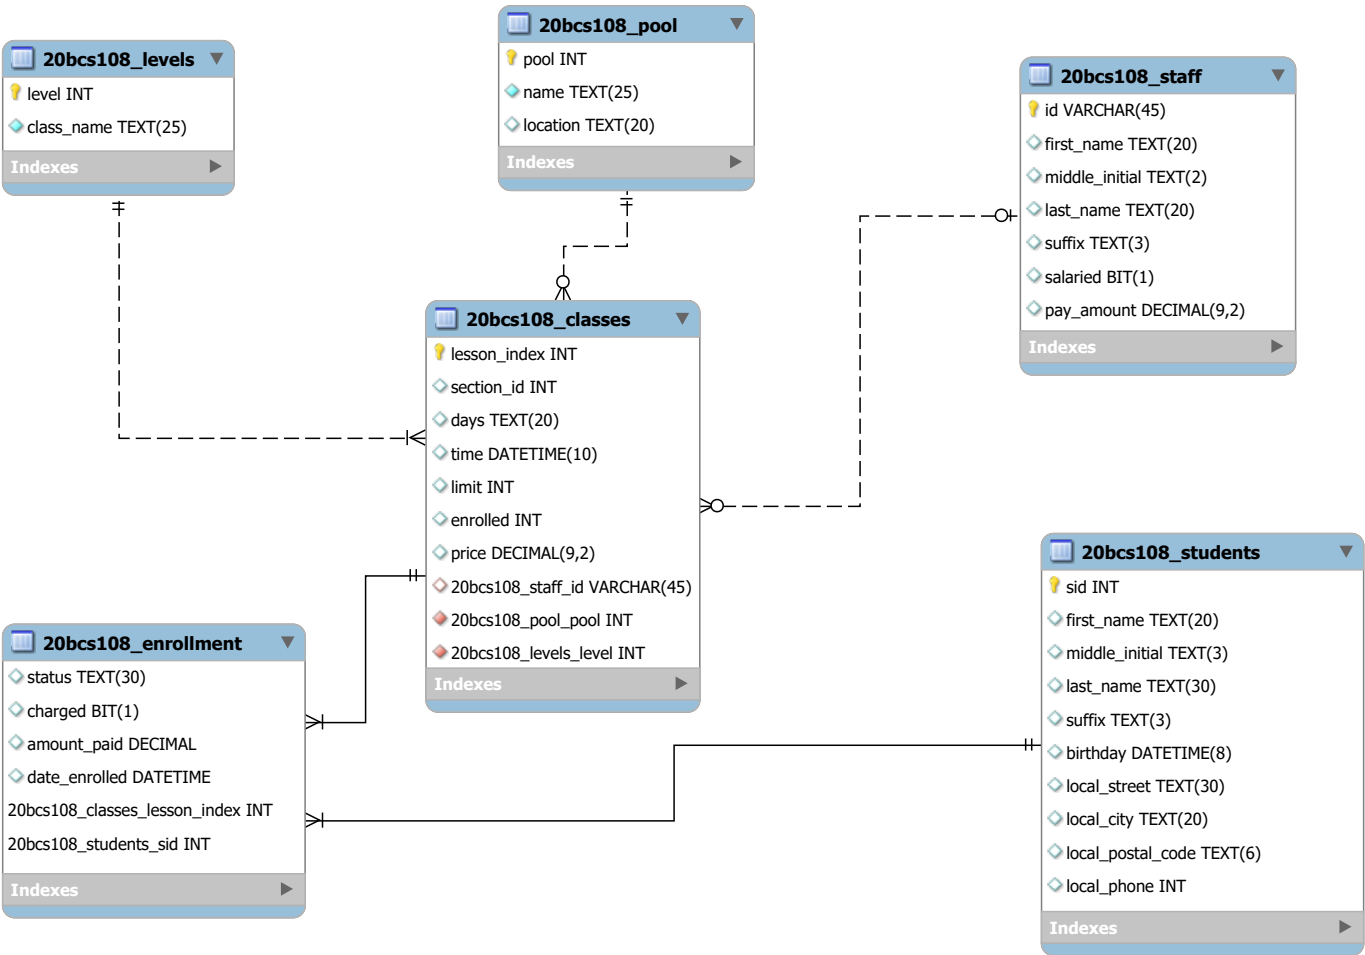 20bcs108_levels
level INT
class_name TEXT(25)
Indexes
20bcs108_pool
pool INT
name TEXT(25)
location TEXT(20)
Indexes
20bcs108_staff
id VARCHAR(45)
first_name TEXT(20)
middle_initial TEXT(2)
last_name TEXT(20)
suffix TEXT(3)
salaried BIT(1)
pay_amount DECIMAL(9,2)
Indexes
20bcs108_classes
lesson_index INT
section_id INT
days TEXT(20)
time DATETIME(10)
limit INT
enrolled INT
price DECIMAL(9,2)
20bcs108_staff_id VARCHAR(45)
20bcs108_pool_pool INT
20bcs108_levels_level INT
Indexes
20bcs108_enrollment
status TEXT(30)
charged BIT(1)
amount_paid DECIMAL
date_enrolled DATETIME
20bcs108_classes_lesson_index INT
20bcs108_students_sid INT
Indexes
20bcs108_students
sid INT
first_name TEXT(20)
middle_initial TEXT(3)
last_name TEXT(30)
suffix TEXT(3)
birthday DATETIME(8)
local_street TEXT(30)
local_city TEXT(20)
local_postal_code TEXT(6)
local_phone INT
Indexes